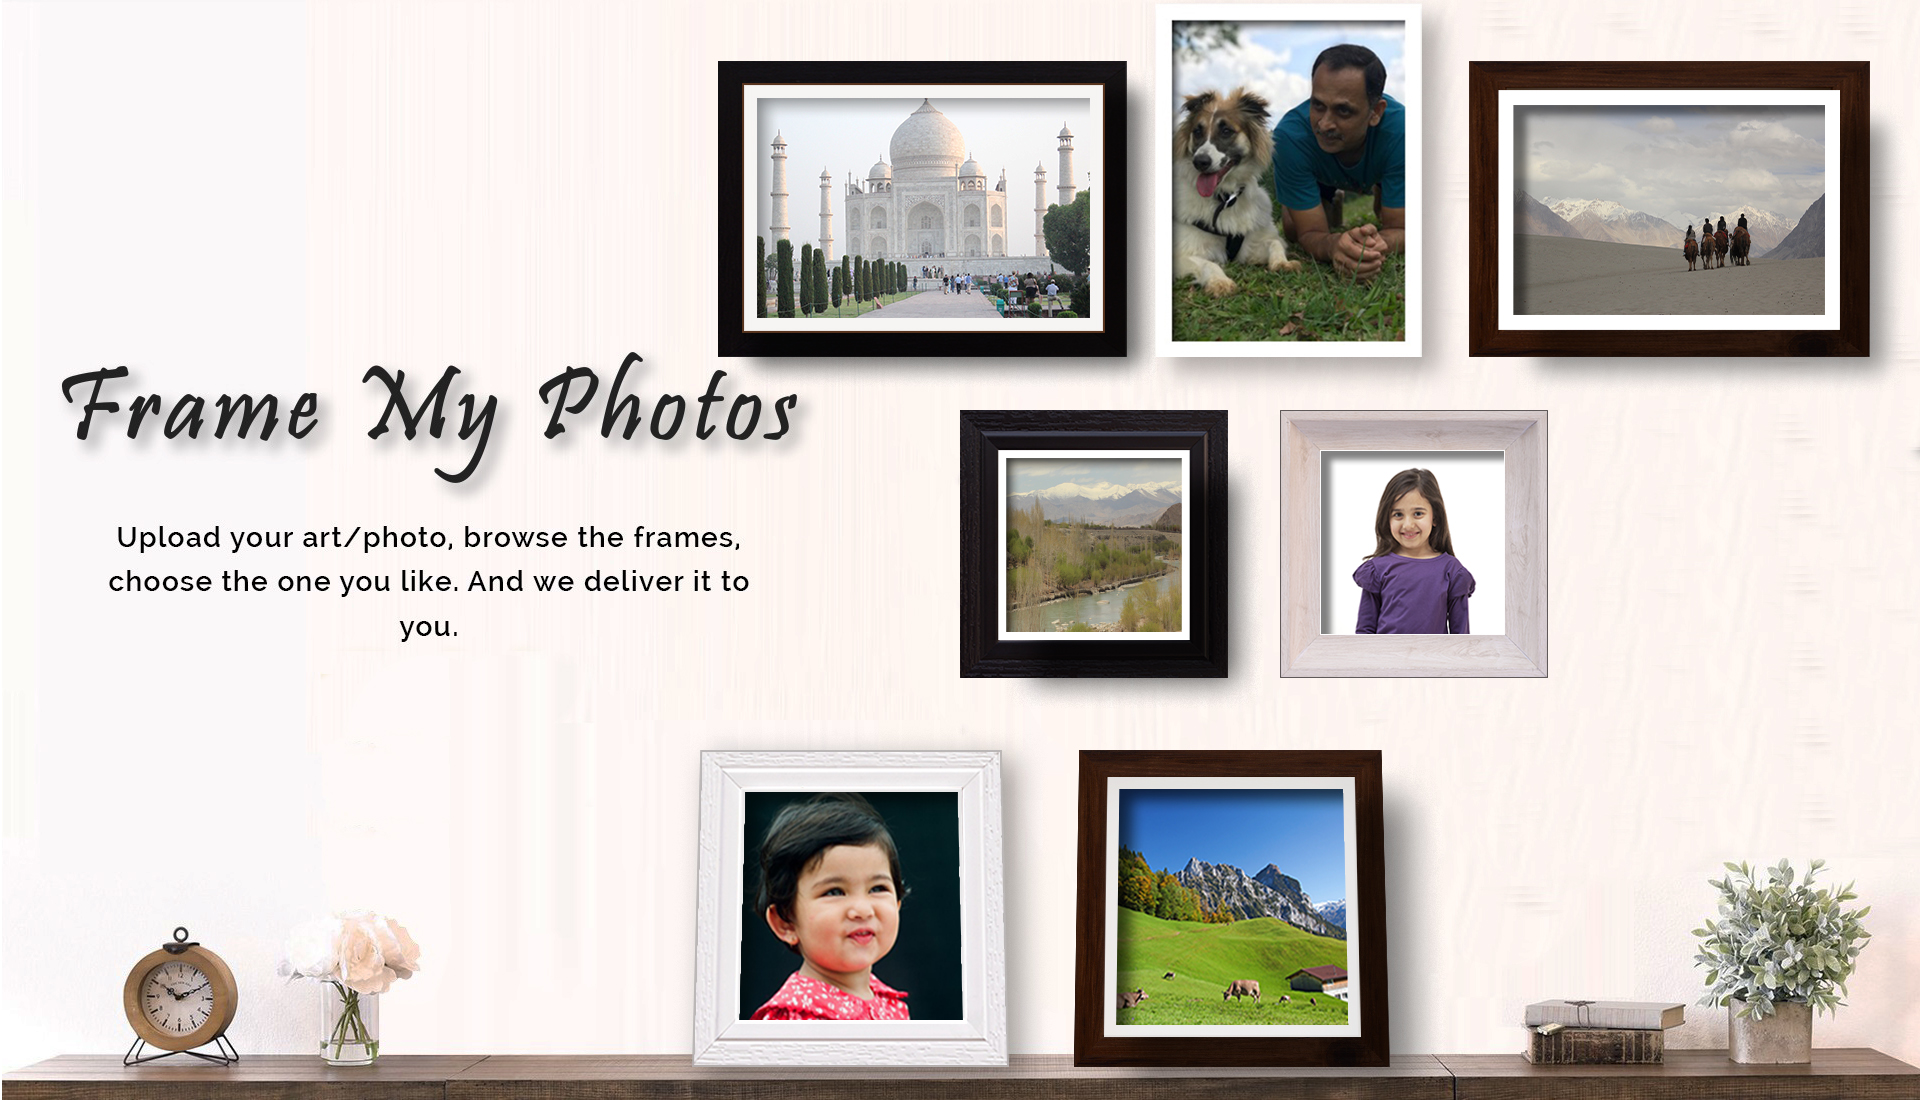 Frame My Photos
Upload your art/photo, browse the frames,
choose the one you like. And we deliver it to
you.